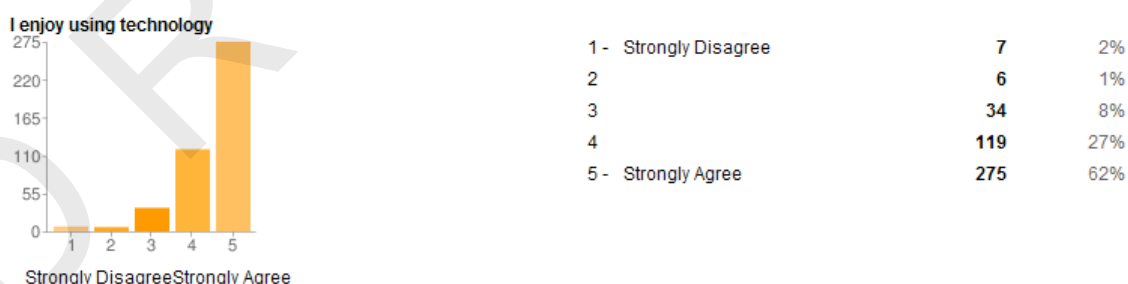 I enjoy using technology
275
220
165
110
55
0
1 2 3 4 5
Strongly DisagreeStrongly Agree
1 - Strongly Disagree 7 2%
2 6 1%
3 34 8%
4 119 27%
5 - Strongly Agree 275 62%